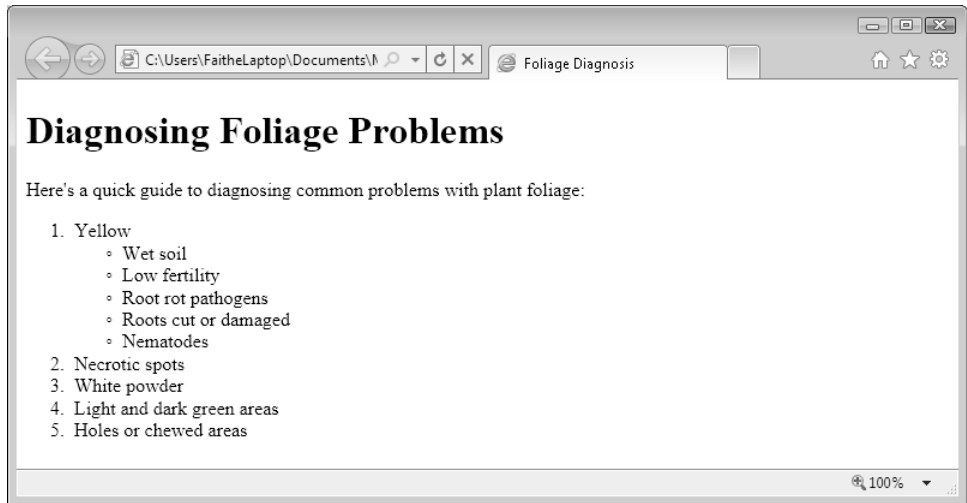 C:\Users\FaitheLaptop\Documents\
Foliage Diagnosis
Diagnosing Foliage Problems
Here's a quick guide to diagnosing common problems with plant foliage:
1. Yellow
◦ Wet soil
◦ Low fertility
◦ Root rot pathogens
◦ Roots cut or damaged
◦ Nematodes
2. Necrotic spots
3. White powder
4. Light and dark green areas
5. Holes or chewed areas
100%